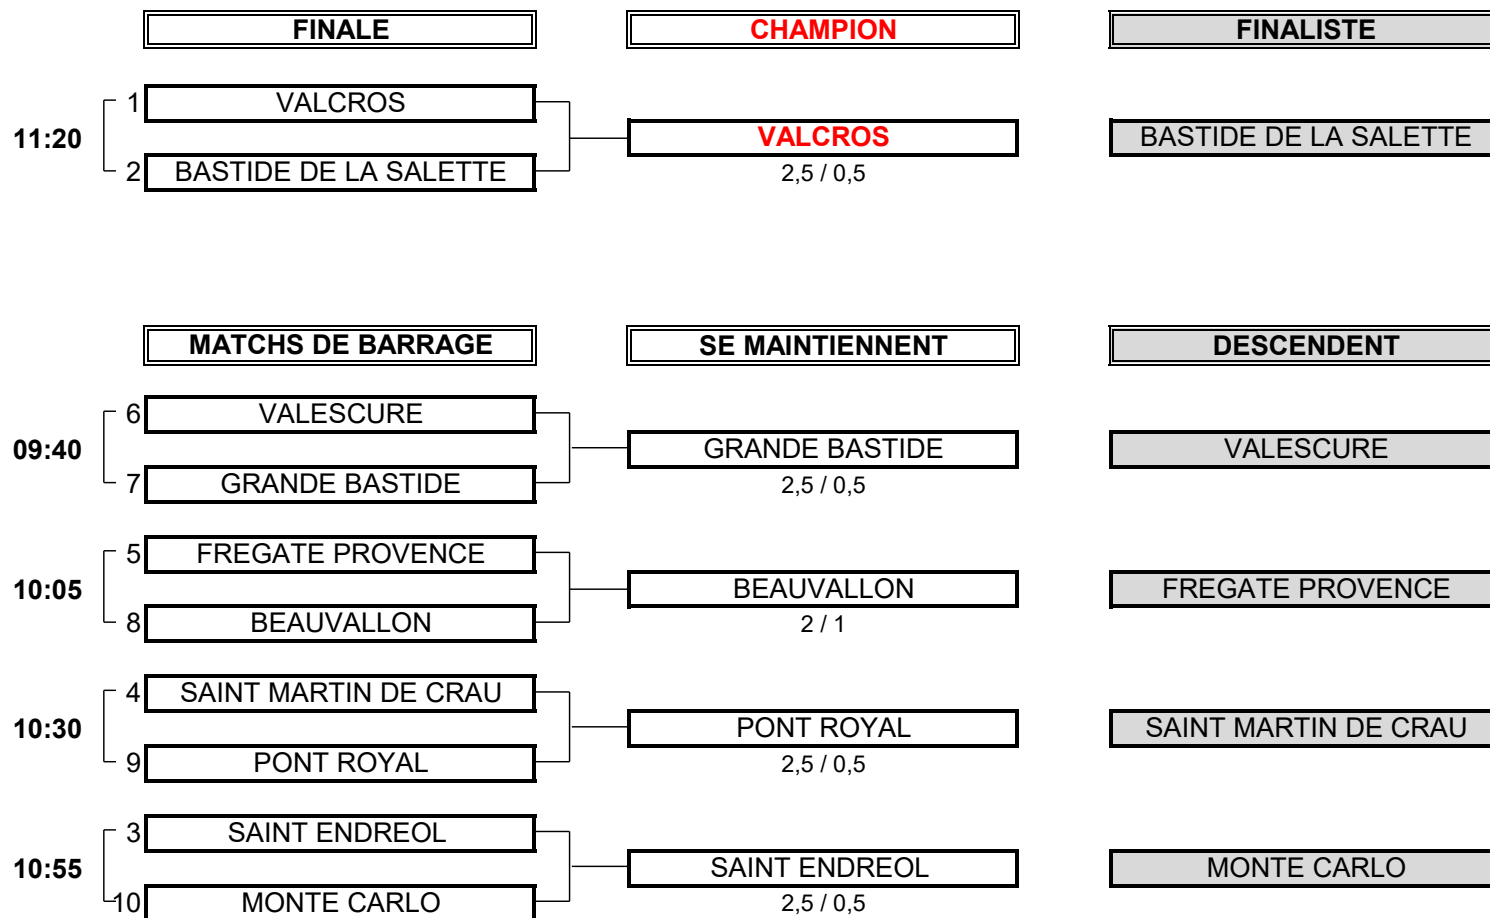 FINALE CHAMPION FINALISTE
1 VALCROS
11:20 VALCROS BASTIDE DE LA SALETTE
2 BASTIDE DE LA SALETTE 2,5 / 0,5
MATCHS DE BARRAGE SE MAINTIENNENT DESCENDENT
6 VALESCURE
09:40 GRANDE BASTIDE VALESCURE
7 GRANDE BASTIDE 2,5 / 0,5
5 FREGATE PROVENCE
10:05 BEAUVALLON FREGATE PROVENCE
8 BEAUVALLON 2 / 1
4 SAINT MARTIN DE CRAU
10:30 PONT ROYAL SAINT MARTIN DE CRAU
9 PONT ROYAL 2,5 / 0,5
3 SAINT ENDREOL
10:55 SAINT ENDREOL MONTE CARLO
10 MONTE CARLO 2,5 / 0,5